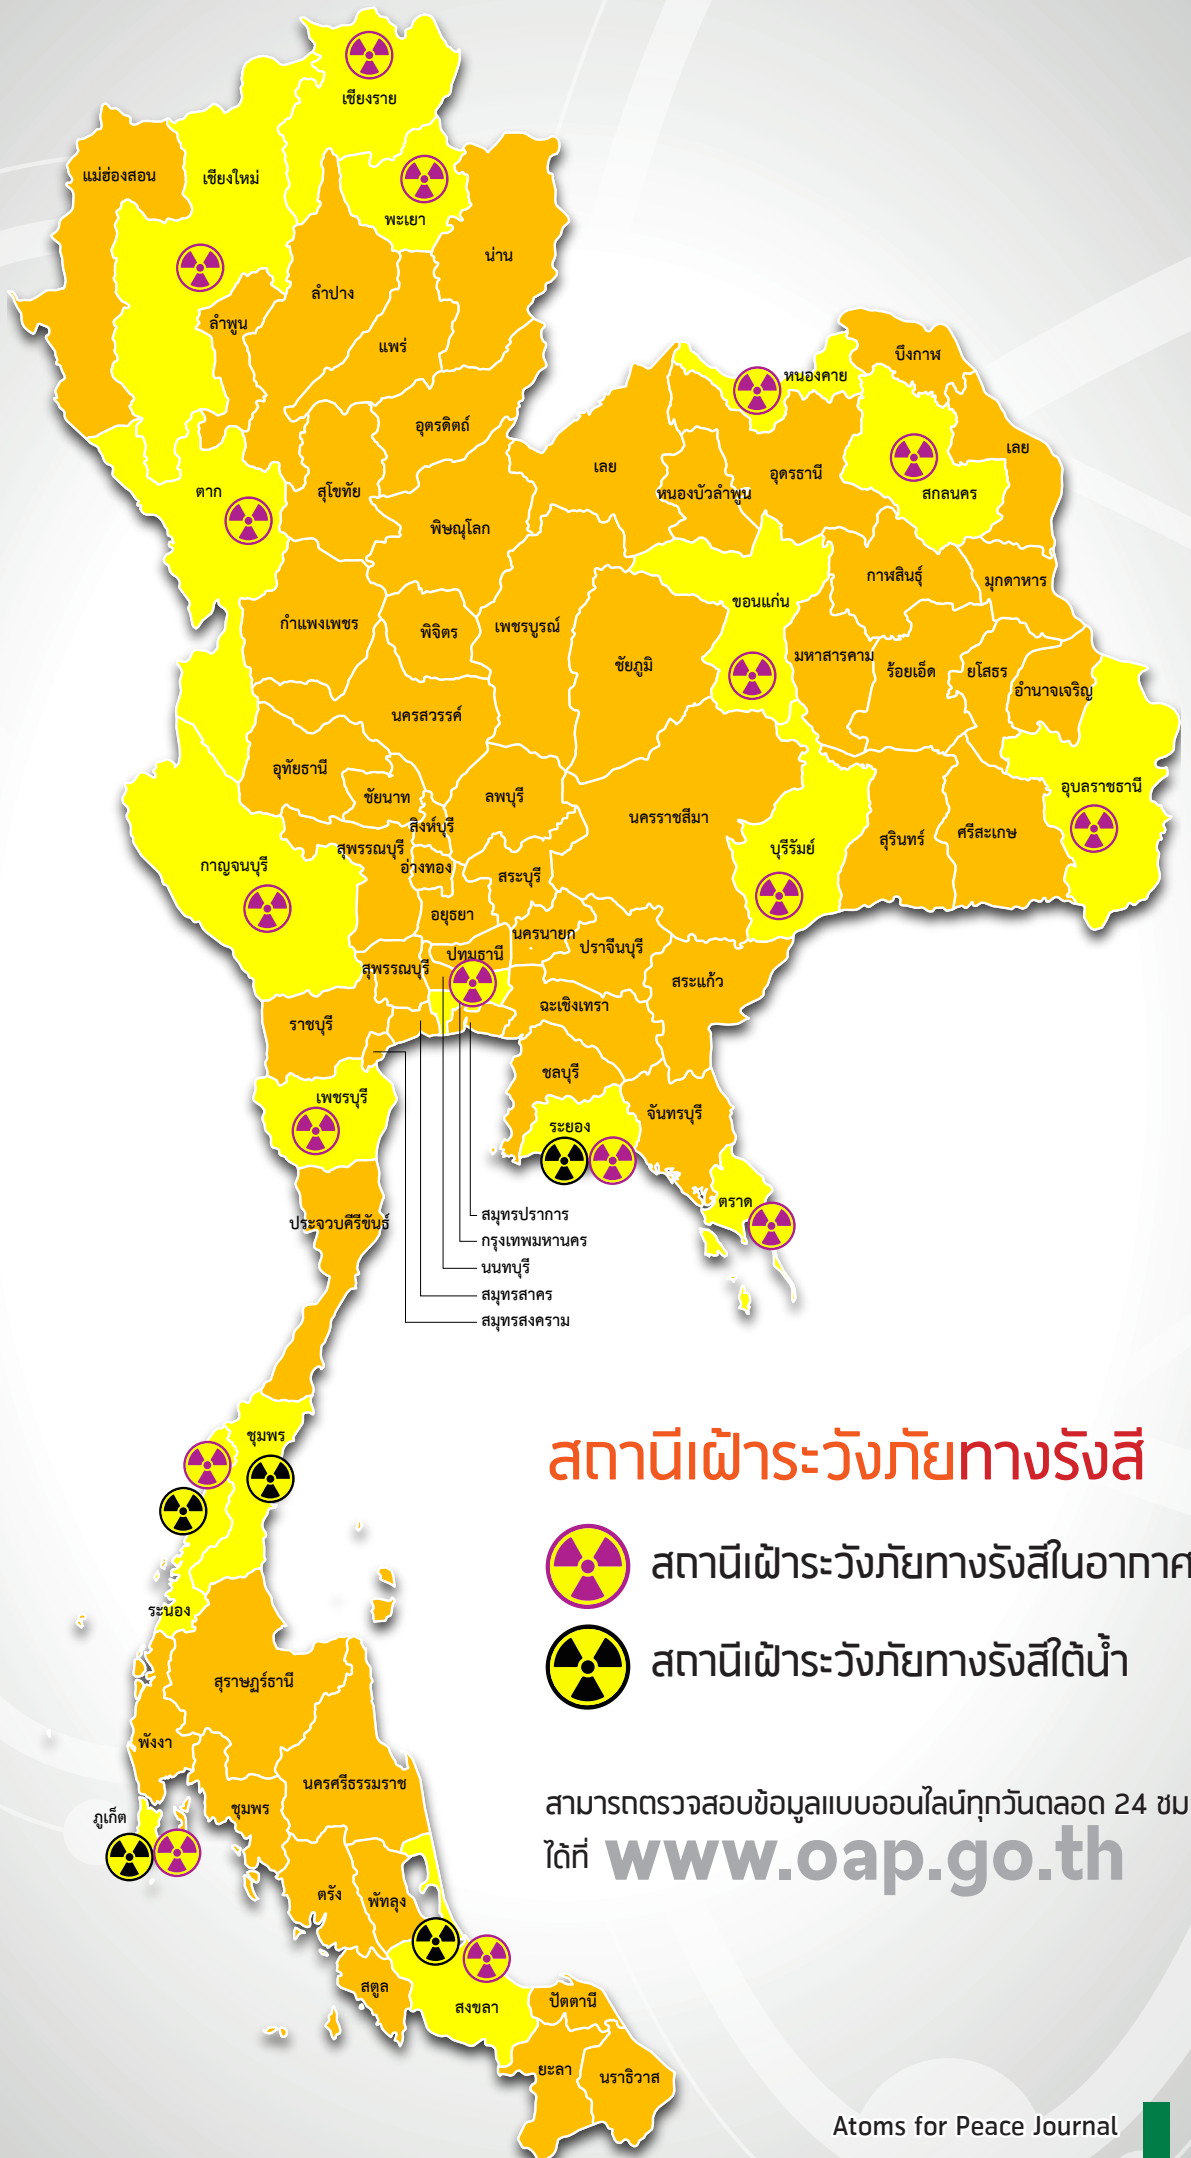 เชียงราย
แม่ฮ่องสอน
เชียงใหม่
พะเยา
น่าน
ลำปาง
ลำพูน
แพร่
บึงกาฬ
หนองคาย
อุตรดิตถ์
เลย
เลย
อุดรธานี
ตาก
สุโขทัย
หนองบัวลำพูน
สกลนคร
พิษณุโลก
กาฬสินธุ์
มุกดาหาร
ขอนแก่น
กำแพงเพชร
พิจิตร
เพชรบูรณ์
ชัยภูมิ
มหาสารคาม
ร้อยเอ็ด
ยโสธร
อำนาจเจริญ
นครสวรรค์
อุทัยธานี
ชัยนาท
ลพบุรี
อุบลราชธานี
นครราชสีมา
สิงห์บุรี
สุรินทร์
ศรีสะเกษ
สุพรรณบุรี
บุรีรัมย์
กาญจนบุรี
อ่างทอง
สระบุรี
อยุธยา
นครนายก
ปราจีนบุรี
ปทุมธานี
สุพรรณบุรี
สระแก้ว
ฉะเชิงเทรา
ราชบุรี
ชลบุรี
เพชรบุรี
จันทรบุรี
ระยอง
ตราด
ประจวบคีรีขันธ์
สมุทรปราการ
กรุงเทพมหานคร
นนทบุรี
สมุทรสาคร
สมุทรสงคราม
ชุมพร
สถานีเฝ้าระวังภัยทางรังสี
สถานีเฝ้าระวังภัยทางรังสีในอากาศ
ระนอง
สถานีเฝ้าระวังภัยทางรังสีใต้น้ำ
สุราษฏร์ธานี
พังงา
นครศรีธรรมราช
ชุมพร
ภูเก็ต
สามารถตรวจสอบข้อมูลแบบออนไลน์ทุกวันตลอด 24 ชม
ได้ที่ www.oap.go.th
ตรัง
พัทลุง
สตูล
สงขลา
ปัตตานี
ยะลา
นราธิวาส
Atoms for Peace Journal